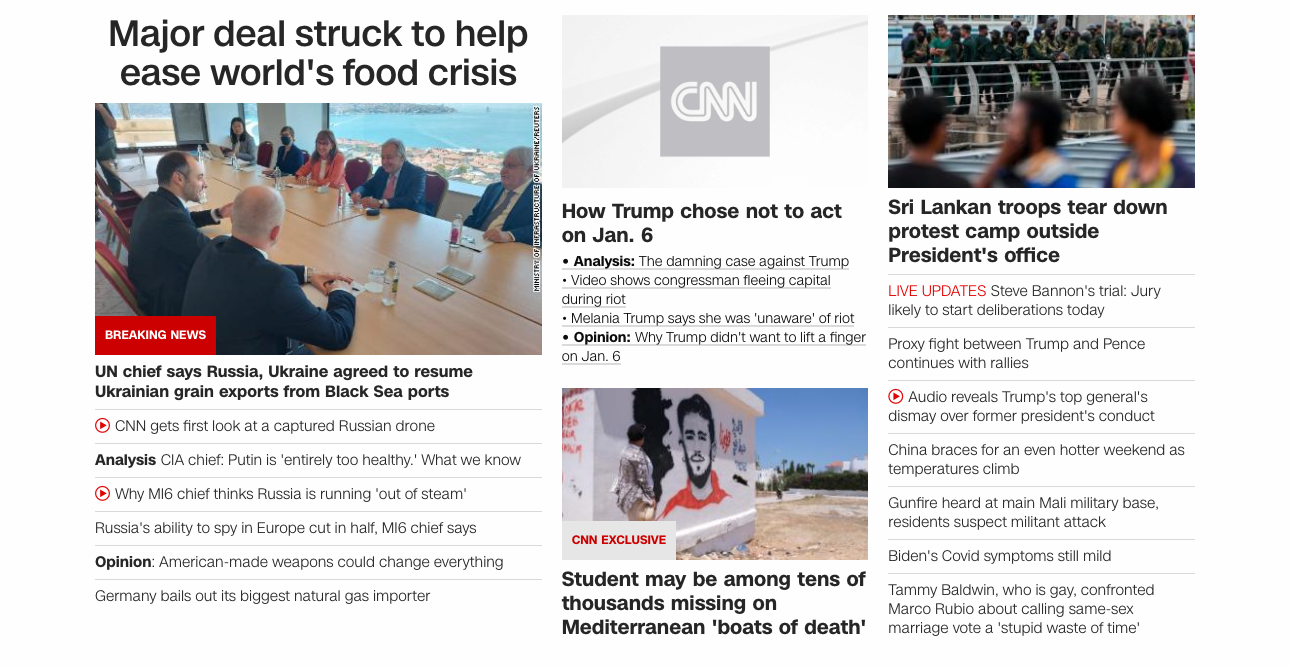 Major deal struck to help
ease world's food crisis
MINISTRY OF INFRASTRUCTURE OF UKRAINE/REUTERS
BREAKING NEWS
UN chief says Russia, Ukraine agreed to resume
Ukrainian grain exports from Black Sea ports
CNN gets first look at a captured Russian drone
Analysis CIA chief: Putin is 'entirely too healthy.' What we know
Why MI6 chief thinks Russia is running 'out of steam'
Russia's ability to spy in Europe cut in half, MI6 chief says
Opinion: American-made weapons could change everything
Germany bails out its biggest natural gas importer
CNN
How Trump chose not to act
on Jan. 6
• Analysis: The damning case against Trump
• Video shows congressman fleeing capital
during riot
• Melania Trump says she was 'unaware' of riot
• Opinion: Why Trump didn't want to lift a finger
on Jan. 6
CNN EXCLUSIVE
Student may be among tens of
thousands missing on
Mediterranean 'boats of death'
Sri Lankan troops tear down
protest camp outside
President's office
LIVE UPDATES Steve Bannon's trial: Jury
likely to start deliberations today
Proxy fight between Trump and Pence
continues with rallies
Audio reveals Trump's top general's
dismay over former president's conduct
China braces for an even hotter weekend as
temperatures climb
Gunfire heard at main Mali military base,
residents suspect militant attack
Biden's Covid symptoms still mild
Tammy Baldwin, who is gay, confronted
Marco Rubio about calling same-sex
marriage vote a 'stupid waste of time'